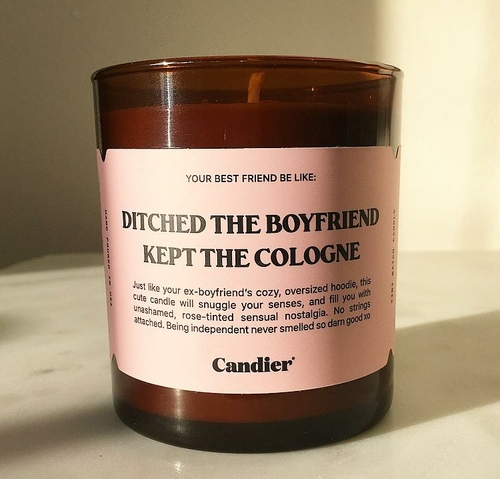 YOUR BEST FRIEND BE LIKE:
DITCHED THE BOYFRIEND
KEPT THE COLOGNE
Just like your ex-boyfriend's cozy, oversized hoodie, this
cute candle will snuggle your senses, and fill you with
unashamed, rose-tinted sensual nostalgia. No strings
attached. Being independent never smelled so darn good xo
Candier®